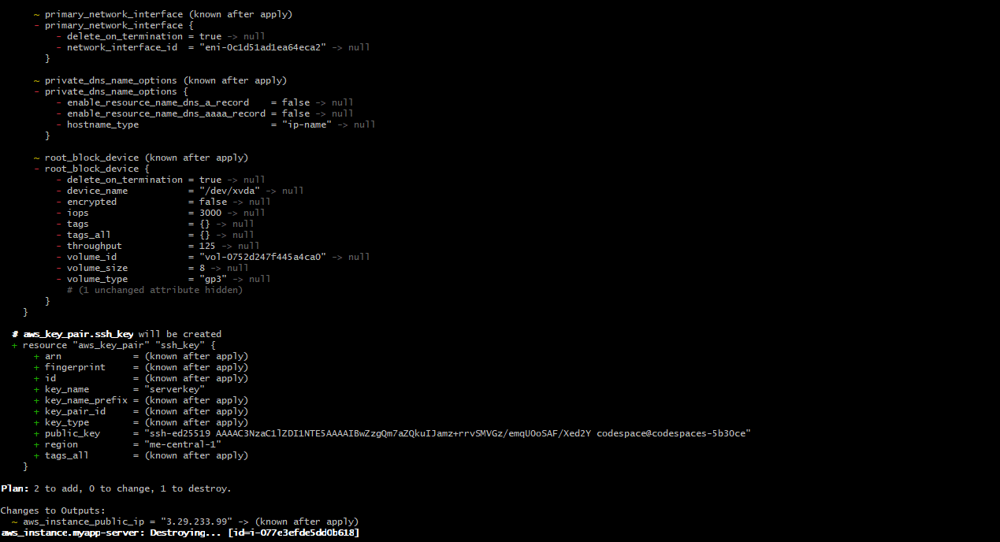 ~ primary_network_interface (known after apply)
- primary_network_interface {
- delete_on_termination = true -> null
- network_interface_id  = "eni-0c1d51ad1ea64eca2" -> null
}
~ private_dns_name_options (known after apply)
- private_dns_name_options {
- enable_resource_name_dns_a_record    = false -> null
- enable_resource_name_dns_aaaa_record = false -> null
- hostname_type                        = "ip-name" -> null
}
~ root_block_device (known after apply)
- root_block_device {
- delete_on_termination = true -> null
- device_name           = "/dev/xvda" -> null
- encrypted             = false -> null
- iops                  = 3000 -> null
- tags                  = {} -> null
- tags_all              = {} -> null
- throughput            = 125 -> null
- volume_id             = "vol-0752d247f445a4ca0" -> null
- volume_size           = 8 -> null
- volume_type           = "gp3" -> null
# (1 unchanged attribute hidden)
}
}
# aws_key_pair.ssh_key will be created
+ resource "aws_key_pair" "ssh_key" {
+ arn             = (known after apply)
+ fingerprint     = (known after apply)
+ id              = (known after apply)
+ key_name        = "serverkey"
+ key_name_prefix = (known after apply)
+ key_pair_id     = (known after apply)
+ key_type        = (known after apply)
+ public_key      = "ssh-ed25519 AAAAC3NzaC1lZDI1NTE5AAAAIBwZzgQm7aZQkuIJamz+rrvSMVGz/emqUOoSAF/Xed2Y codespace@codespaces-5b30ce"
+ region          = "me-central-1"
+ tags_all        = (known after apply)
}
Plan: 2 to add, 0 to change, 1 to destroy.
Changes to Outputs:
~ aws_instance_public_ip = "3.29.233.99" -> (known after apply)
aws_instance.myapp-server: Destroying... [id=i-077e3efde5dd0b618]